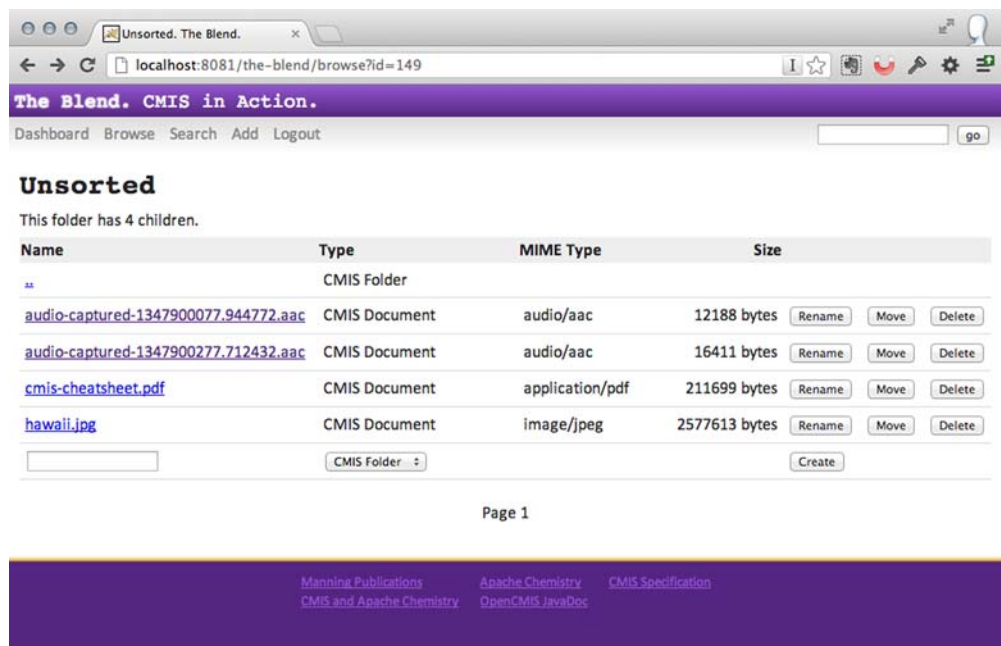 Unsorted. The Blend.
localhost:8081/the-blend/browse?id=149
The Blend. CMIS in Action.
Dashboard Browse Search Add Logout go
Unsorted
This folder has 4 children.
Name Type MIME Type Size
.. CMIS Folder
audio-captured-1347900077.944772.aac CMIS Document audio/aac 12188 bytes Rename Move Delete
audio-captured-1347900277.712432.aac CMIS Document audio/aac 16411 bytes Rename Move Delete
cmis-cheatsheet.pdf CMIS Document application/pdf 211699 bytes Rename Move Delete
hawaii.jpg CMIS Document image/jpeg 2577613 bytes Rename Move Delete
CMIS Folder Create
Page 1
Manning Publications Apache Chemistry CMIS Specification
CMIS and Apache Chemistry OpenCMIS JavaDoc